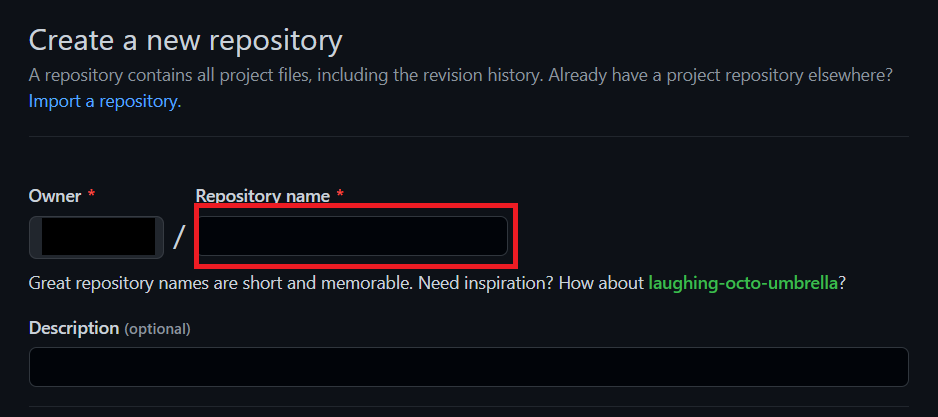 Create a new repository
A repository contains all project files, including the revision history. Already have a project repository elsewhere?
Import a repository.
Owner * Repository name *
/
Great repository names are short and memorable. Need inspiration? How about laughing-octo-umbrella?
Description (optional)